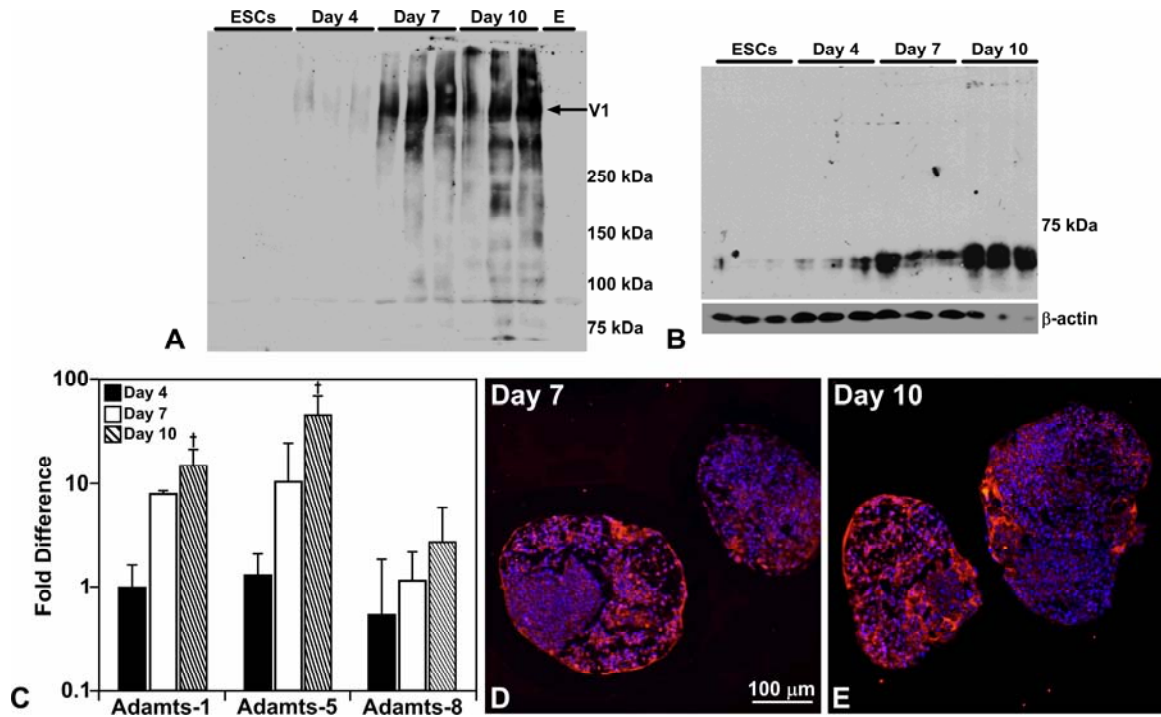 ESCs Day 4 Day 7 Day 10 E
V1
250 kDa
150 kDa
100 kDa
75 kDa
A
ESCs Day 4 Day 7 Day 10
75 kDa
β-actin
B
100
10
1
0.1
Fold Difference
Day 4
Day 7
Day 10
†
†
Adamts-1 Adamts-5 Adamts-8
C
Day 7
100 µm
D
Day 10
E